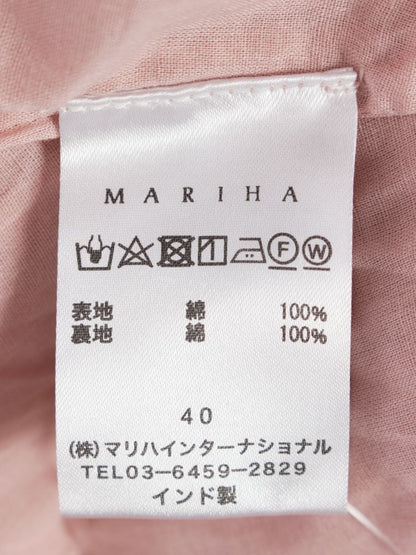 MARIHA
F W
表地 綿 100%
裏地 綿 100%
40
(株)マリハインターナショナル
TEL03-6459-2829
インド製